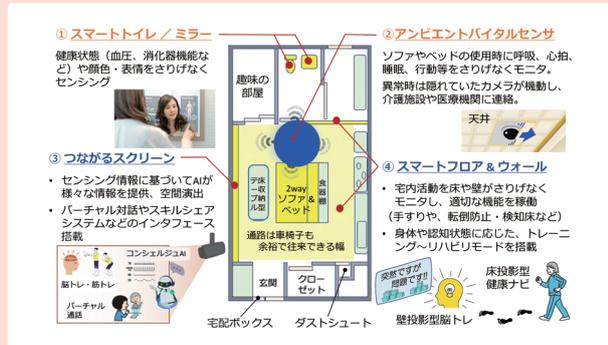 ① スマートトイレ ／ ミラー
健康状態（血圧、消化器機能な
ど）や顔色・表情をさりげなく
センシング
②アンビエントバイタルセンサ
ソファやベッドの使用時に呼吸、心拍、
睡眠、行動等をさりげなくモニタ。
異常時は隠れていたカメラが機動し、
介護施設や医療機関に連絡。
天井
趣味の
部屋
③ つながるスクリーン
• センシング情報に基づいてAIが
様々な情報を提供、空間演出
• バーチャル対話やスキルシェア
システムなどのインタフェース
搭載
コンシェルジュAI
脳トレ・筋トレ
バーチャル
通話
床収納型
テーブル
2way
ソファ&
ベッド
食器棚
通路は車椅子も
余裕で往来できる幅
玄関
クロー
ゼット
宅配ボックス
ダストシュート
④ スマートフロア & ウォール
• 宅内活動を床や壁がさりげなく
モニタし、適切な機能を稼働
（手すりや、転倒防止・検知床など）
• 身体や認知状態に応じた、トレーニ
ング～リハビリモードを搭載
突然ですが
問題です!!
床投影型
健康ナビ
壁投影型脳トレ